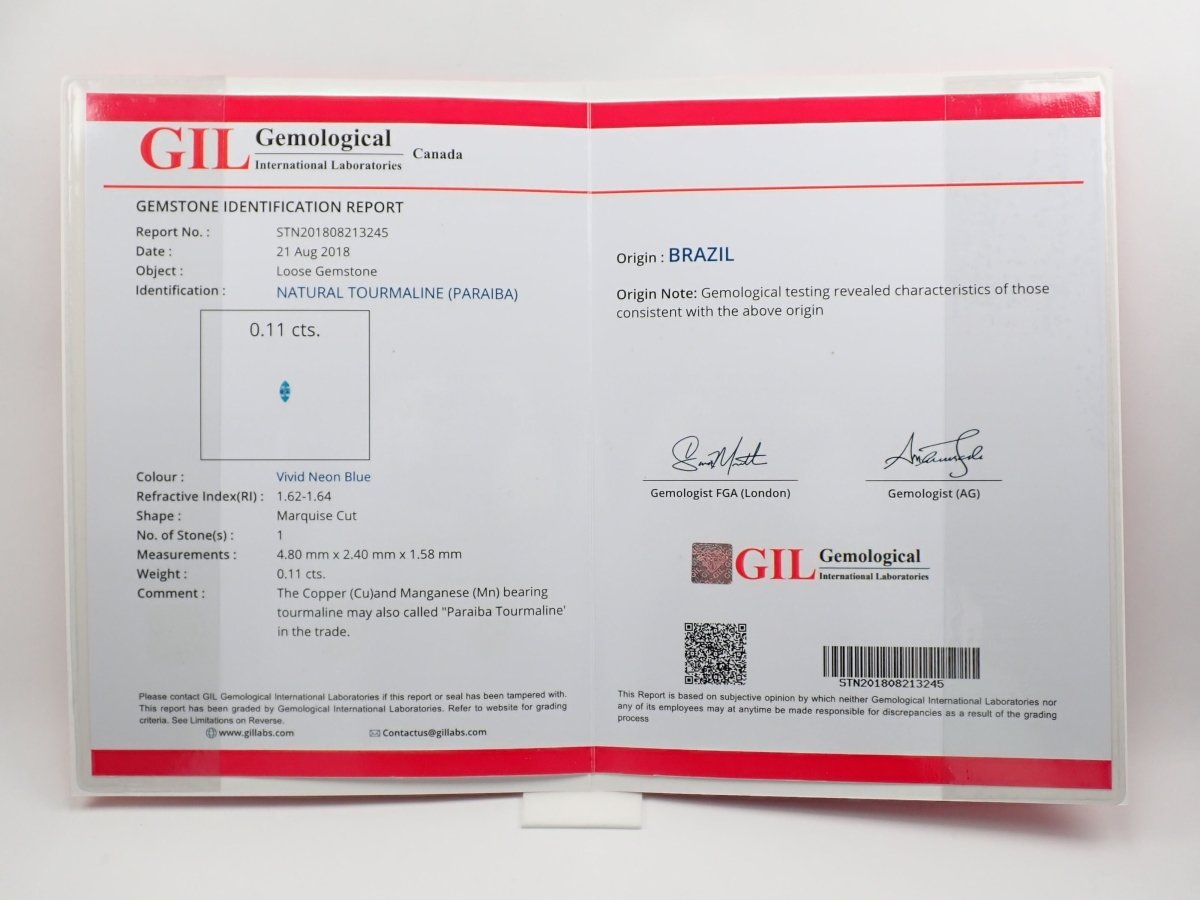 GIL Gemological
International Laboratories
Canada
GEMSTONE IDENTIFICATION REPORT
Report No. : STN201808213245
Date : 21 Aug 2018
Object : Loose Gemstone
Identification : NATURAL TOURMALINE (PARAIBA)
0.11 cts.
Colour : Vivid Neon Blue
Refractive Index(RI) : 1.62-1.64
Shape : Marquise Cut
No. of Stone(s) : 1
Measurements : 4.80 mm x 2.40 mm x 1.58 mm
Weight : 0.11 cts.
Comment : The Copper (Cu)and Manganese (Mn) bearing
tourmaline may also called "Paraiba Tourmaline'
in the trade.
Please contact GIL Gemological International Laboratories if this report or seal has been tampered with.
This report has been graded by Gemological International Laboratories. Refer to website for grading
criteria. See Limitations on Reverse.
www.gillabs.com Contactus@gillabs.com
Origin : BRAZIL
Origin Note: Gemological testing revealed characteristics of those
consistent with the above origin
Gemologist FGA (London) Gemologist (AG)
GIL Gemological
International Laboratories
STN201808213245
This Report is based on subjective opinion by which neither Gemological International Laboratories nor
any of its employees may at anytime be made responsible for discrepancies as a result of the grading
process